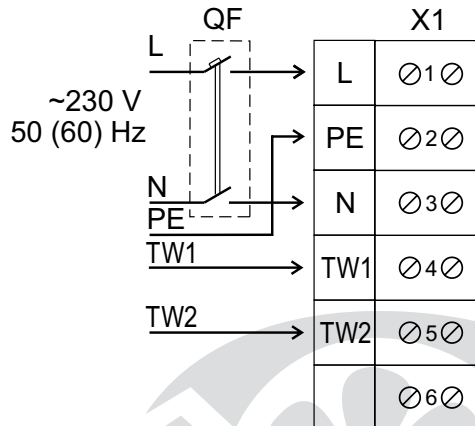 QF X1
L L 1
~230 V
50 (60) Hz
PE 2
N N 3
PE
TW1 TW1 4
TW2 TW2 5
6